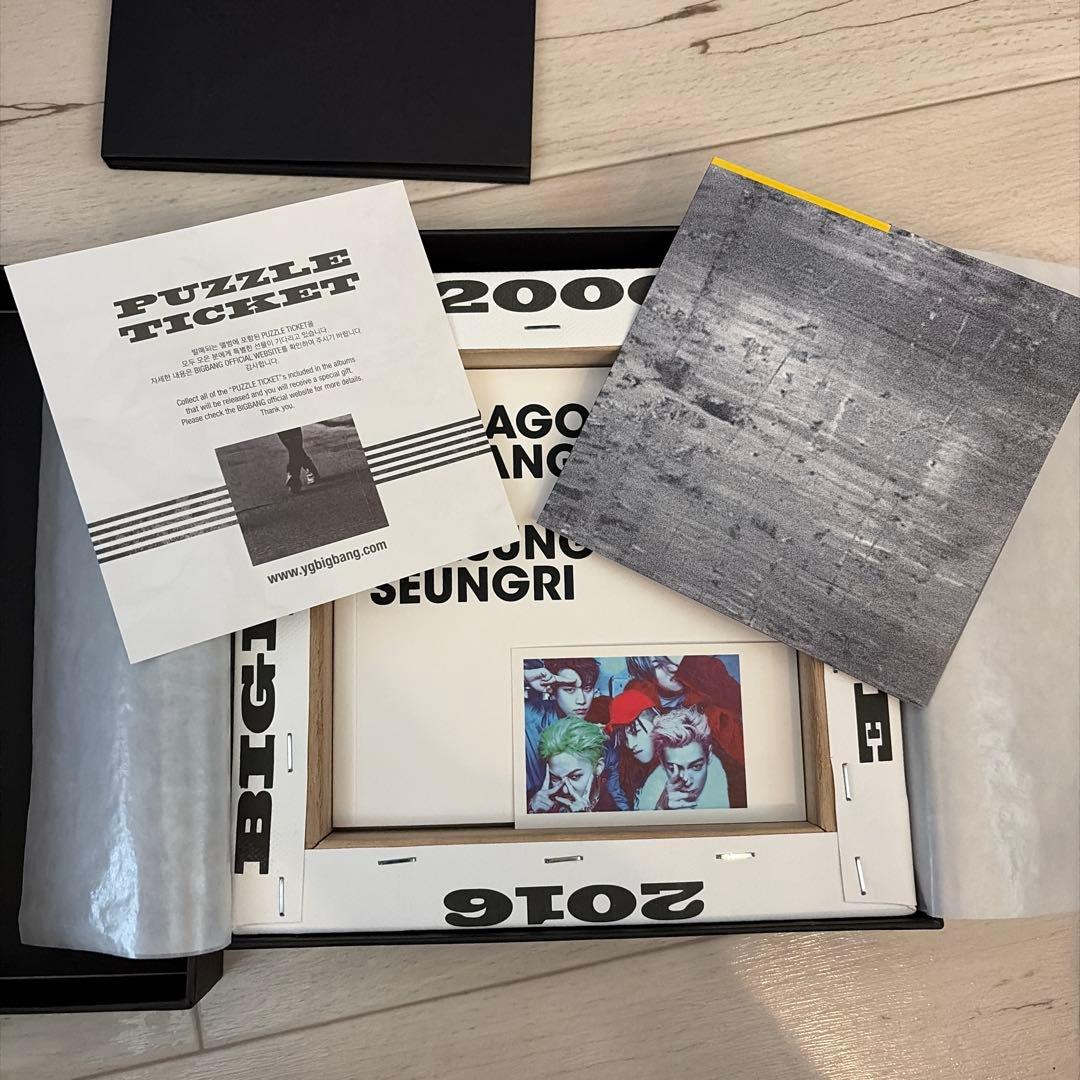 PUZZLE
TICKET
발매되는 앨범에 포함된 PUZZLE TICKET을
모두 모은 분에게 특별한 선물이 기다리고 있습니다.
자세한 내용은 BIGBANG OFFICIAL WEBSITE를 확인하여 주시기 바랍니다.
감사합니다.
Collect all of the "PUZZLE TICKET"s included in the albums
that will be released and you will receive a special gift.
Please check the BIGBANG official website for more details.
Thank you.
www.ygbigbang.com
2000
AGO
ANG
SUNG
SEUNGRI
BIG
E
2016